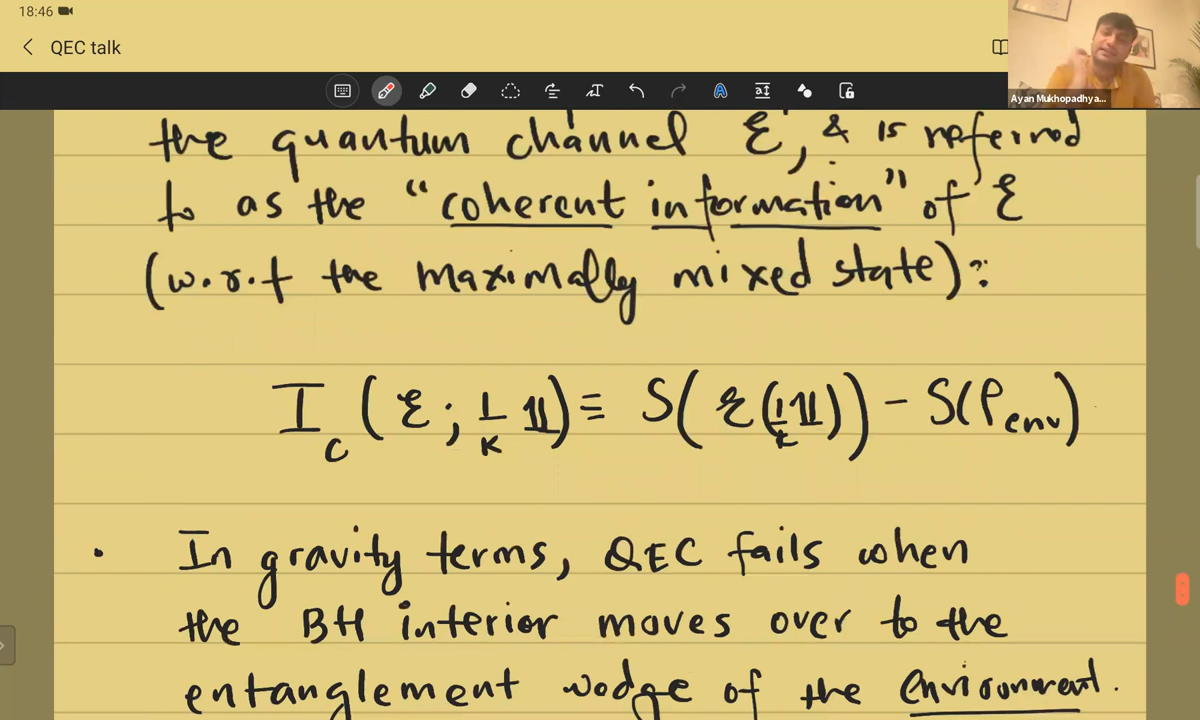 18:46
QEC talk
Ayan Mukhopadhya...
the quantum channel ℰ, & is referred
to as the "coherent information" of ℰ
(w.r.t the maximally mixed state):
I_c (ℰ; 1/K 𝟙) ≡ S(ℰ(1/K 𝟙)) - S(ρ_env)
• In gravity terms, QEC fails when
the BH interior moves over to the
entanglement wedge of the environment.